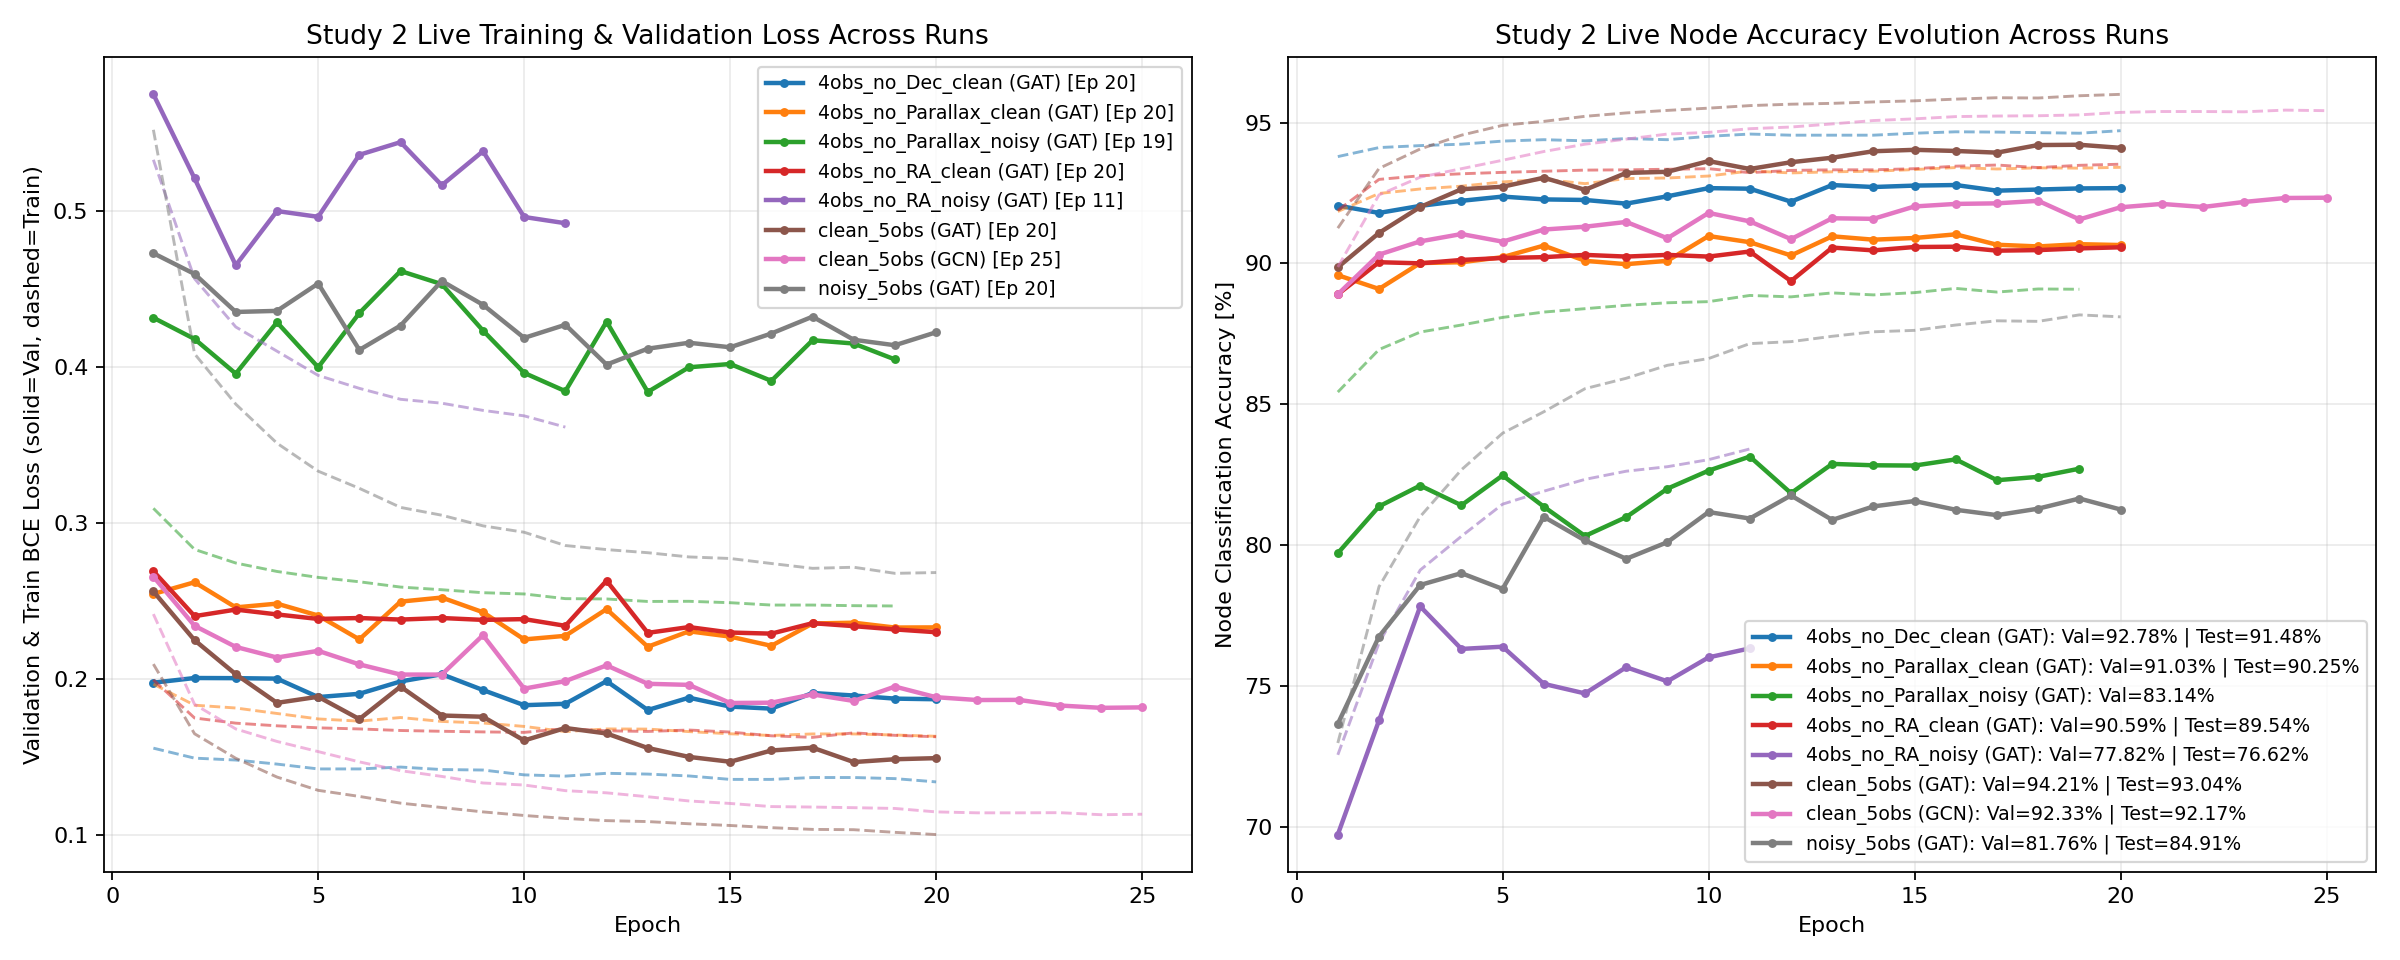 Study 2 Live Training & Validation Loss Across Runs
Validation & Train BCE Loss (solid=Val, dashed=Train)
0.5
0.4
0.3
0.2
0.1
4obs_no_Dec_clean (GAT) [Ep 20]
4obs_no_Parallax_clean (GAT) [Ep 20]
4obs_no_Parallax_noisy (GAT) [Ep 19]
4obs_no_RA_clean (GAT) [Ep 20]
4obs_no_RA_noisy (GAT) [Ep 11]
clean_5obs (GAT) [Ep 20]
clean_5obs (GCN) [Ep 25]
noisy_5obs (GAT) [Ep 20]
0 5 10 15 20 25
Epoch
Study 2 Live Node Accuracy Evolution Across Runs
Node Classification Accuracy [%]
95
90
85
80
75
70
4obs_no_Dec_clean (GAT): Val=92.78% | Test=91.48%
4obs_no_Parallax_clean (GAT): Val=91.03% | Test=90.25%
4obs_no_Parallax_noisy (GAT): Val=83.14%
4obs_no_RA_clean (GAT): Val=90.59% | Test=89.54%
4obs_no_RA_noisy (GAT): Val=77.82% | Test=76.62%
clean_5obs (GAT): Val=94.21% | Test=93.04%
clean_5obs (GCN): Val=92.33% | Test=92.17%
noisy_5obs (GAT): Val=81.76% | Test=84.91%
0 5 10 15 20 25
Epoch